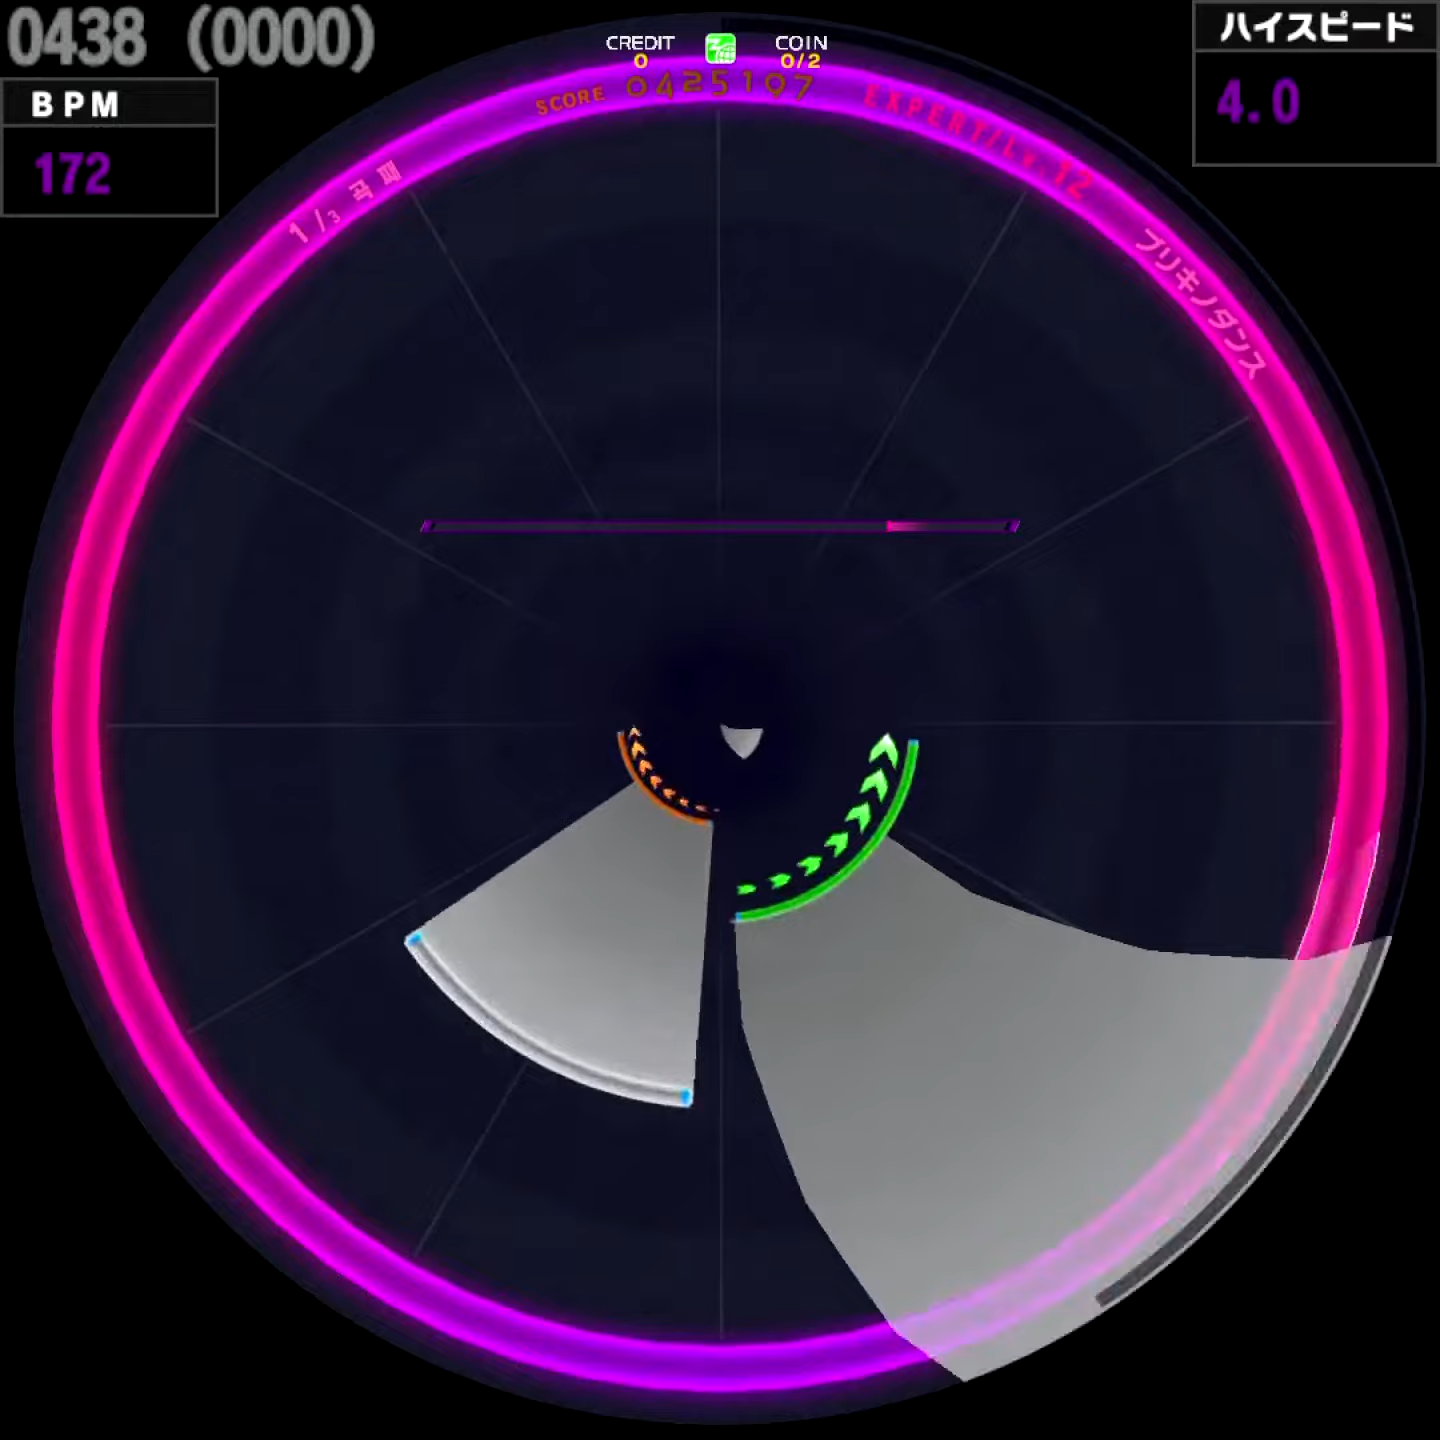 0438 (0000)
BPM
172
CREDIT
0
COIN
0/2
SCORE 0425197
EXPERT/Lv.12
ブリキノダンス
1/3 곡 째
ハイスピード
4.0